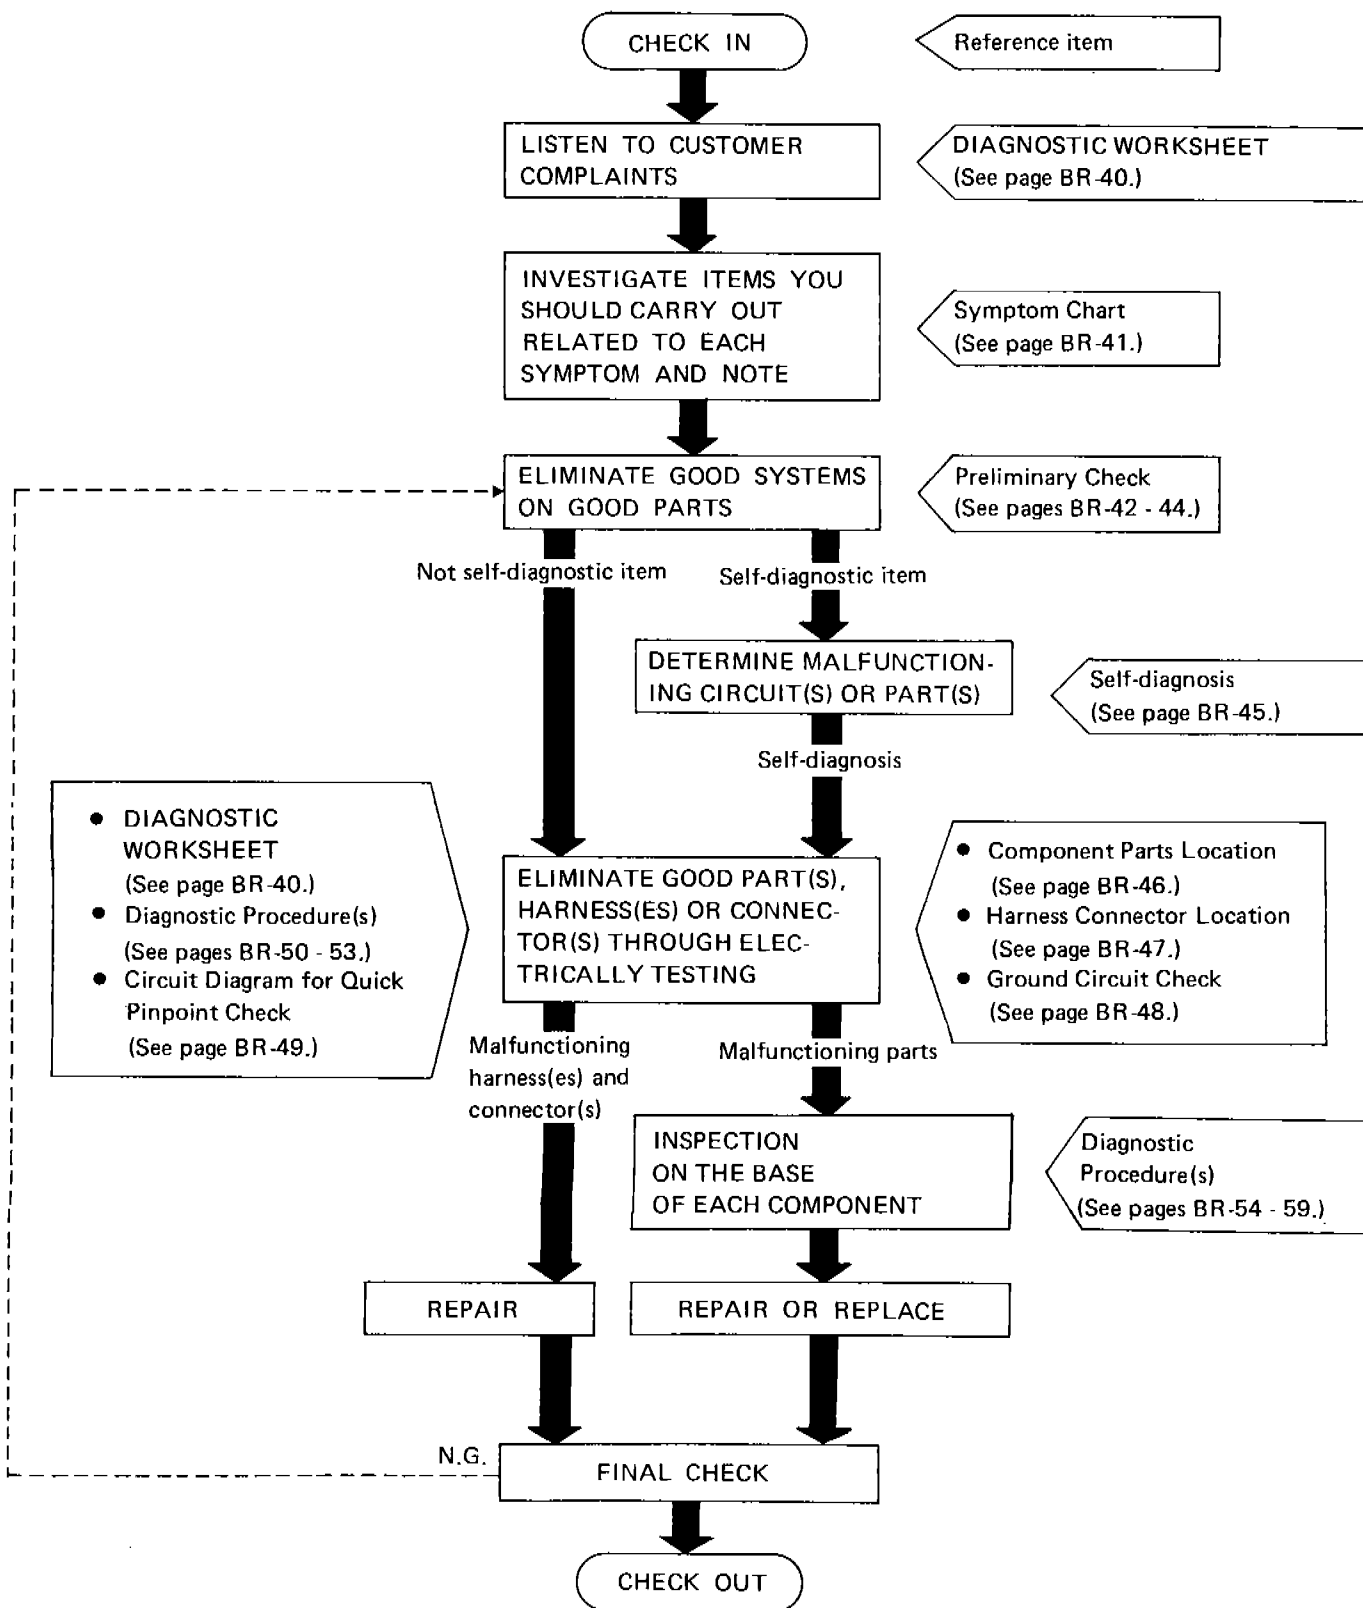 CHECK IN
Reference item
LISTEN TO CUSTOMER
COMPLAINTS
DIAGNOSTIC WORKSHEET
(See page BR-40.)
INVESTIGATE ITEMS YOU
SHOULD CARRY OUT
RELATED TO EACH
SYMPTOM AND NOTE
Symptom Chart
(See page BR-41.)
ELIMINATE GOOD SYSTEMS
ON GOOD PARTS
Preliminary Check
(See pages BR-42 - 44.)
Not self-diagnostic item
Self-diagnostic item
DETERMINE MALFUNCTION-
ING CIRCUIT(S) OR PART(S)
Self-diagnosis
(See page BR-45.)
Self-diagnosis
● DIAGNOSTIC
WORKSHEET
(See page BR-40.)
● Diagnostic Procedure(s)
(See pages BR-50 - 53.)
● Circuit Diagram for Quick
Pinpoint Check
(See page BR-49.)
ELIMINATE GOOD PART(S),
HARNESS(ES) OR CONNEC-
TOR(S) THROUGH ELEC-
TRICALLY TESTING
● Component Parts Location
(See page BR-46.)
● Harness Connector Location
(See page BR-47.)
● Ground Circuit Check
(See page BR-48.)
Malfunctioning
harness(es) and
connector(s)
Malfunctioning parts
INSPECTION
ON THE BASE
OF EACH COMPONENT
Diagnostic
Procedure(s)
(See pages BR-54 - 59.)
REPAIR
REPAIR OR REPLACE
N.G.
FINAL CHECK
CHECK OUT